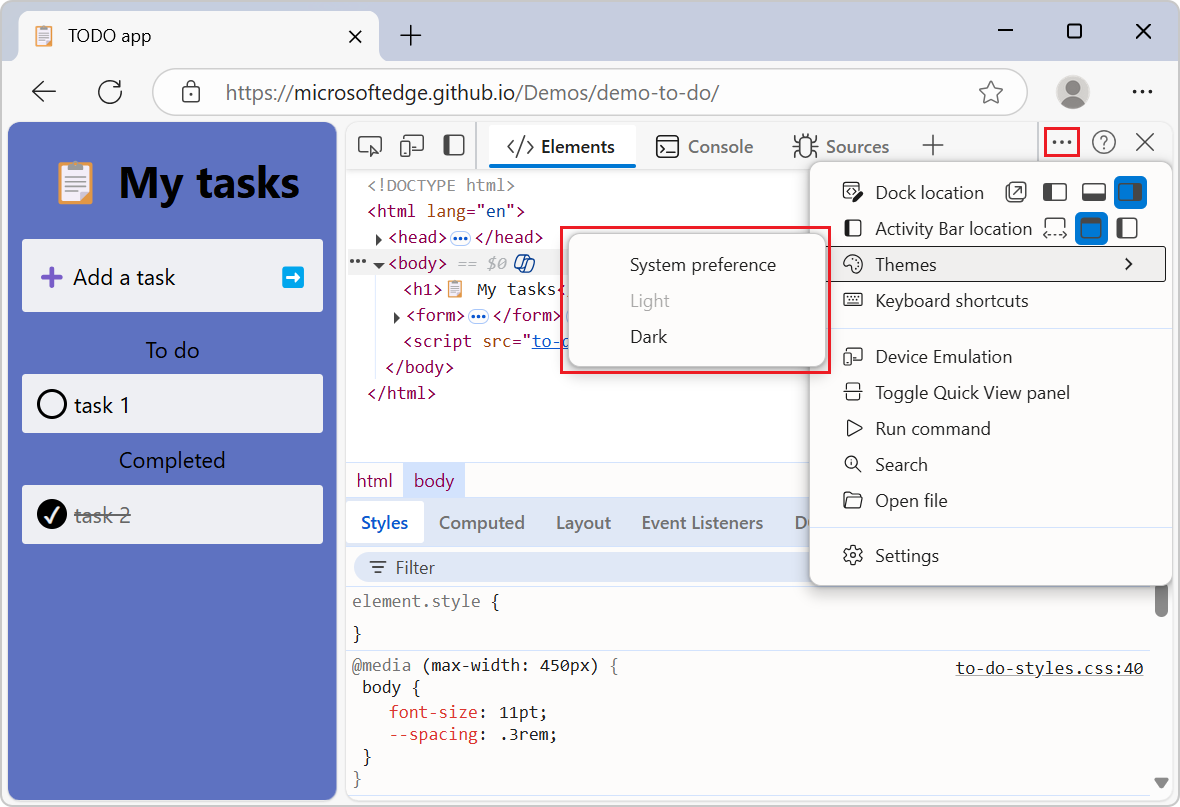 TODO app
https://microsoftedge.github.io/Demos/demo-to-do/
My tasks
Add a task
To do
task 1
Completed
task 2
Elements
Console
Sources
<!DOCTYPE html>
<html lang="en">
<head> </head>
<body> == $0
<h1>📋 My tasks<
<form> </form>
<script src="to-d
</body>
</html>
html body
Styles Computed Layout Event Listeners
Filter
element.style {
}
@media (max-width: 450px) {
to-do-styles.css:40
body {
font-size: 11pt;
--spacing: .3rem;
}
}
System preference
Light
Dark
Dock location
Activity Bar location
Themes
Keyboard shortcuts
Device Emulation
Toggle Quick View panel
Run command
Search
Open file
Settings